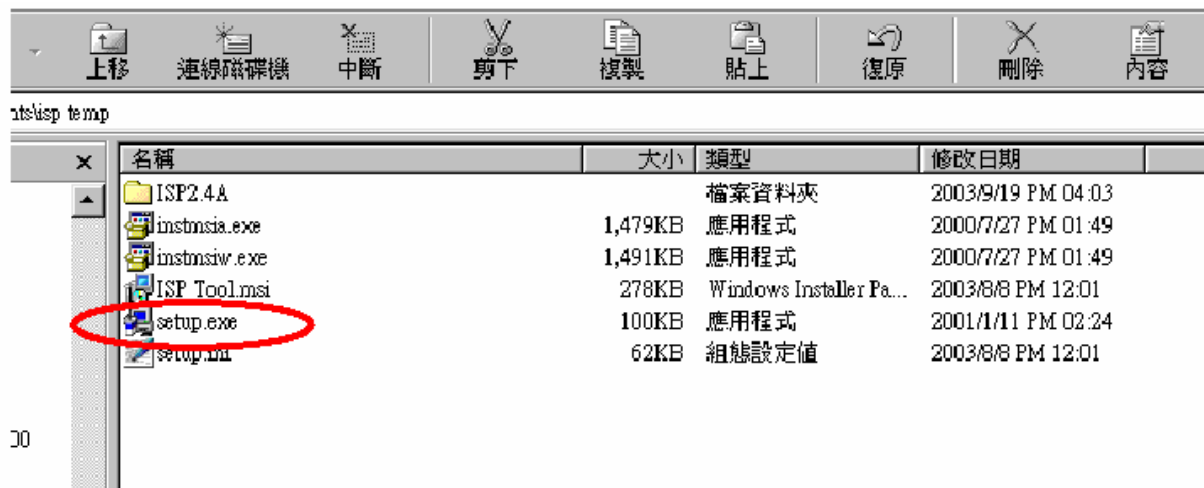 上移 連線磁碟機 中斷 剪下 複製 貼上 復原 刪除 內容
nts\isp temp
名稱 大小 類型 修改日期
ISP2.4A 檔案資料夾 2003/9/19 PM 04:03
instmsia.exe 1,479KB 應用程式 2000/7/27 PM 01:49
instmsiw.exe 1,491KB 應用程式 2000/7/27 PM 01:49
ISP Tool.msi 278KB Windows Installer Pa... 2003/8/8 PM 12:01
setup.exe 100KB 應用程式 2001/1/11 PM 02:24
setup.ini 62KB 組態設定值 2003/8/8 PM 12:01
00